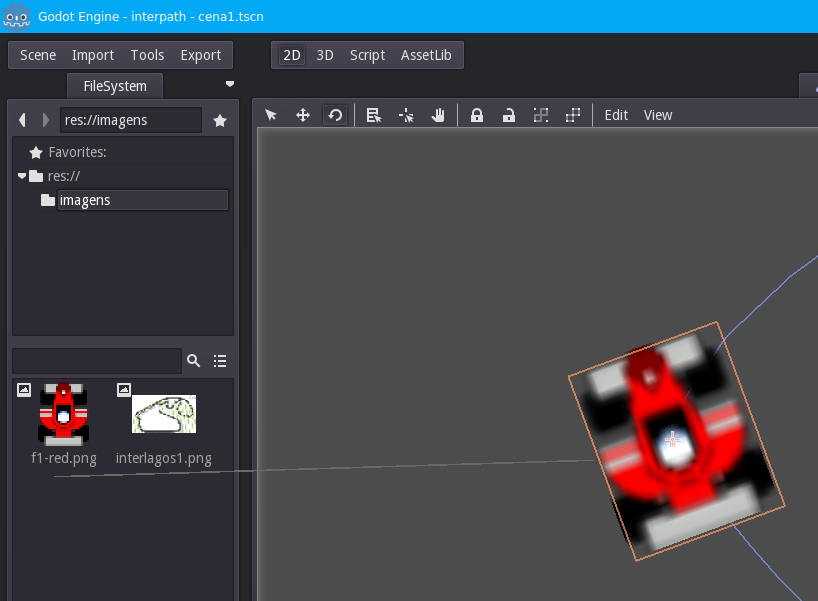 Godot Engine - interpath - cena1.tscn
Scene Import Tools Export 2D 3D Script AssetLib
FileSystem
res://imagens Edit View
Favorites:
res://
imagens
f1-red.png interlagos1.png